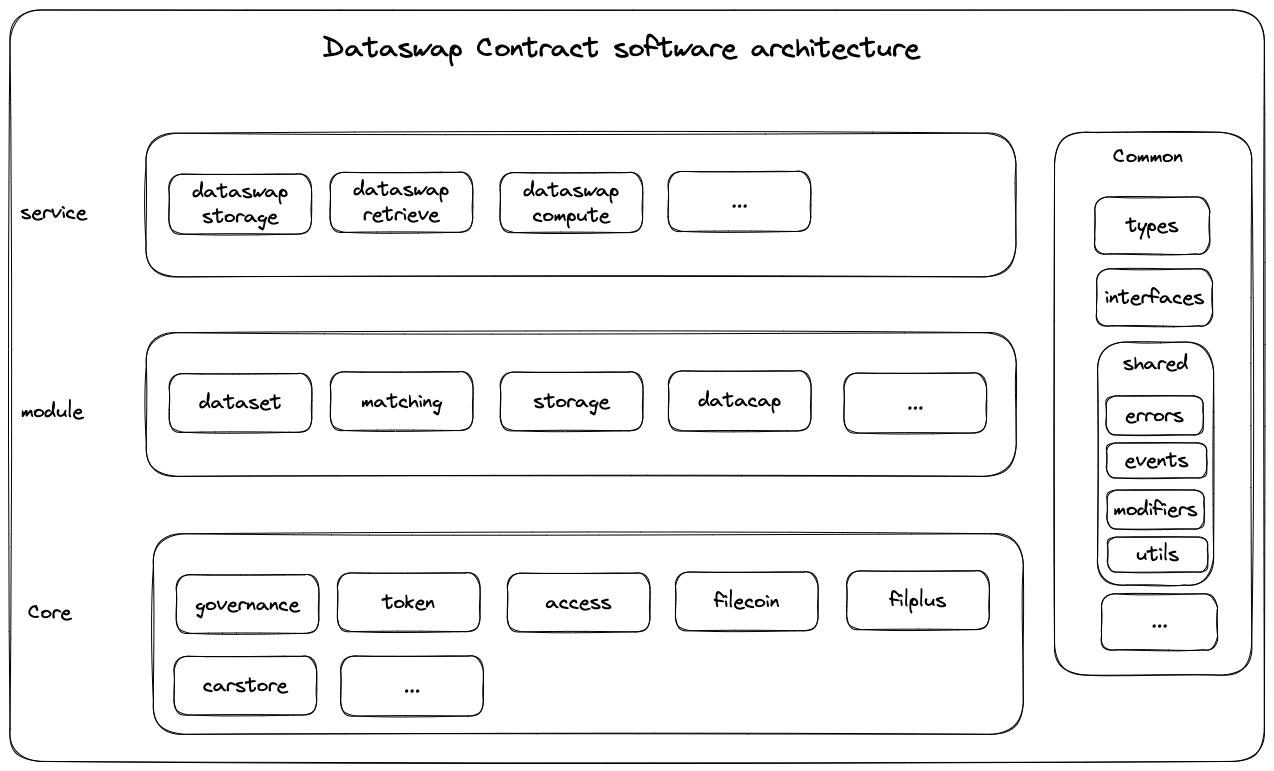 Dataswap Contract software architecture
service
dataswap
storage
dataswap
retrieve
dataswap
compute
...
module
dataset
matching
storage
datacap
...
Core
governance
token
access
filecoin
filplus
carstore
...
Common
types
interfaces
shared
errors
events
modifiers
utils
...